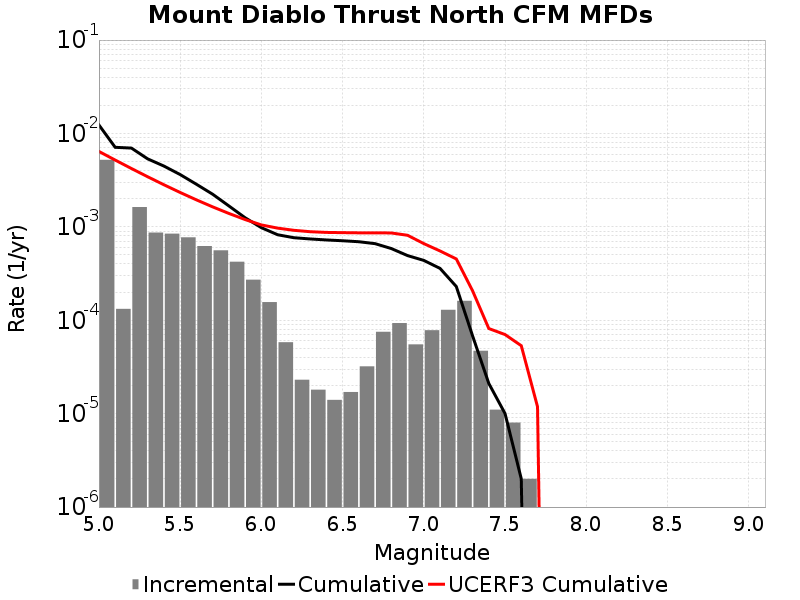 Mount Diablo Thrust North CFM MFDs
Rate (1/yr)
10-1
10-2
10-3
10-4
10-5
10-6
5.0 5.5 6.0 6.5 7.0 7.5 8.0 8.5 9.0
Magnitude
Incremental Cumulative UCERF3 Cumulative